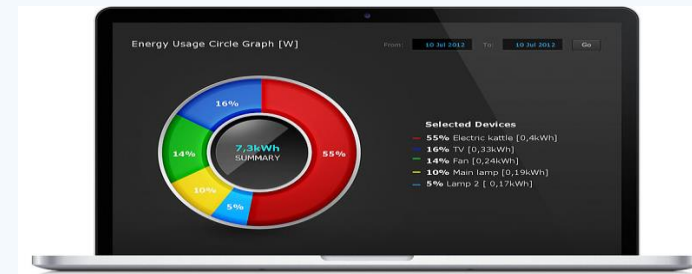 Energy Usage Circle Graph [W]
From: 10 Jul 2012 To: 10 Jul 2012 Go
16%
55%
14%
10%
5%
7,3kWh
SUMMARY
Selected Devices
55% Electric kattle [0,4kWh]
16% TV [0,33kWh]
14% Fan [0,24kWh]
10% Main lamp [0,19kWh]
5% Lamp 2 [ 0,17kWh]